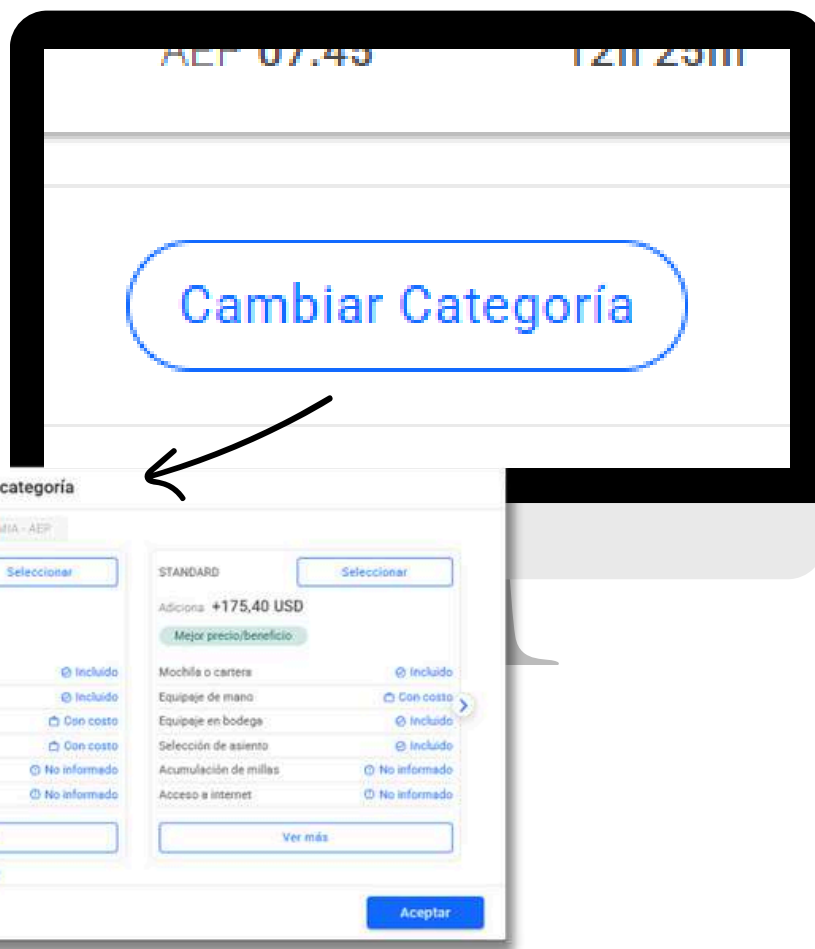 AEP 07:45 12h 25m
Cambiar Categoría
categoría
MIA - AEP
Seleccionar
Incluido
Incluido
Con costo
Con costo
No informado
No informado
STANDARD Seleccionar
Adiciona +175,40 USD
Mejor precio/beneficio
Mochila o cartera Incluido
Equipaje de mano Con costo
Equipaje en bodega Incluido
Selección de asiento Incluido
Acumulación de millas No informado
Acceso a internet No informado
Ver más
Aceptar